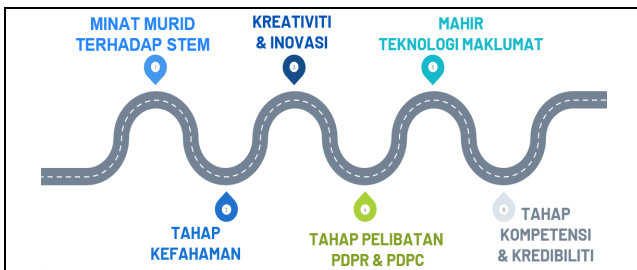 MINAT MURID
TERHADAP STEM
KREATIVITI
& INOVASI
MAHIR
TEKNOLOGI MAKLUMAT
TAHAP
KEFAHAMAN
TAHAP PELIBATAN
PDPR & PDPC
TAHAP
KOMPETENSI
& KREDIBILITI